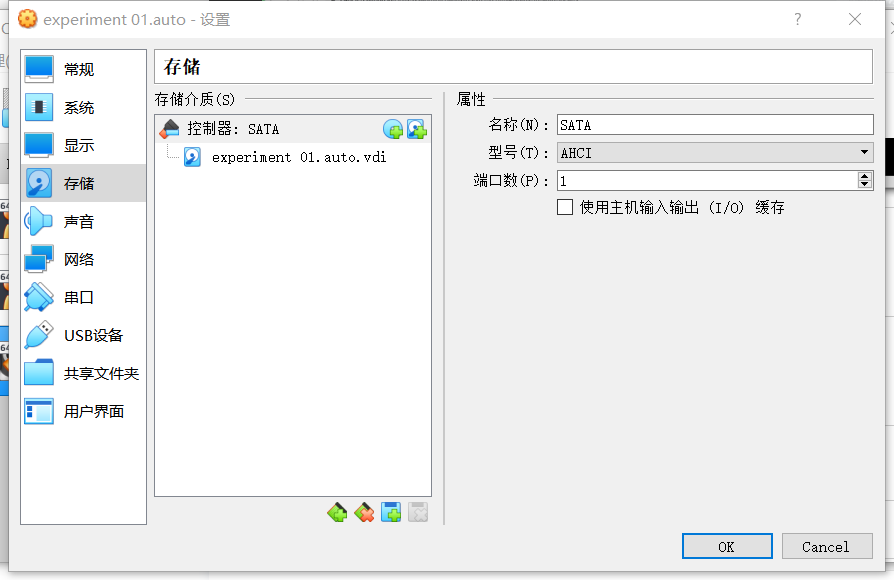 experiment 01.auto - 设置
常规
系统
显示
存储
声音
网络
串口
USB设备
共享文件夹
用户界面
存储
存储介质(S)
控制器: SATA
experiment 01.auto.vdi
属性
名称(N): SATA
型号(T): AHCI
端口数(P): 1
使用主机输入输出 (I/O) 缓存
OK Cancel